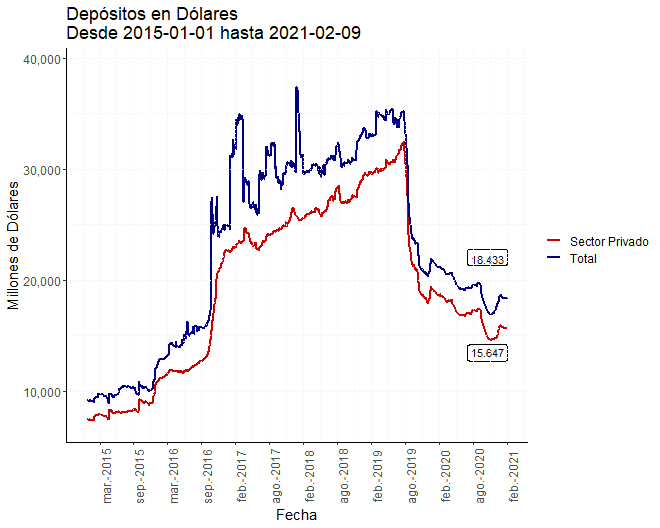 Depósitos en Dólares
Desde 2015-01-01 hasta 2021-02-09
Millones de Dólares
40,000
30,000
20,000
10,000
18.433
15.647
Sector Privado
Total
mar.-2015
sep.-2015
mar.-2016
ago.-2016
feb.-2017
ago.-2017
feb.-2018
ago.-2018
feb.-2019
ago.-2019
feb.-2020
ago.-2020
feb.-2021
Fecha